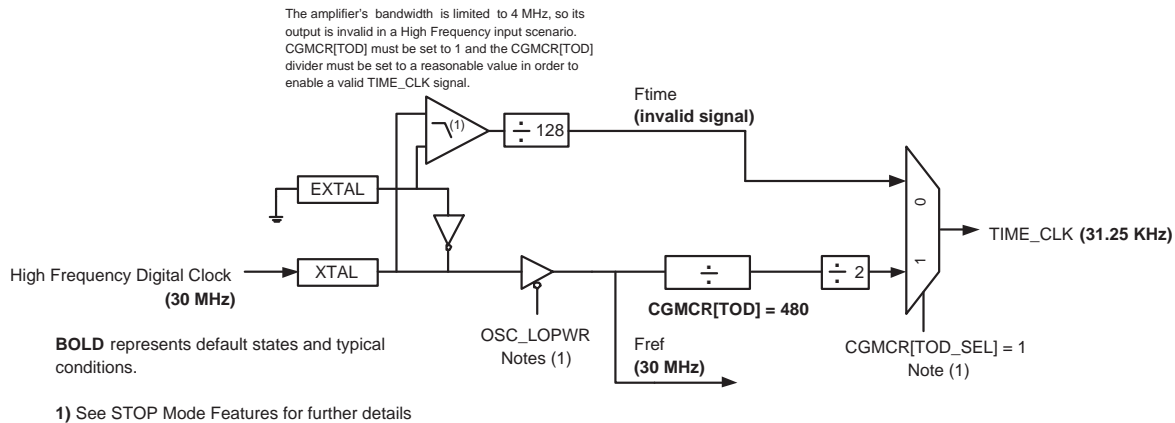 The amplifier's bandwidth is limited to 4 MHz, so its
output is invalid in a High Frequency input scenario.
CGMCR[TOD] must be set to 1 and the CGMCR[TOD]
divider must be set to a reasonable value in order to
enable a valid TIME_CLK signal.
Ftime
(invalid signal)
(1)
÷ 128
EXTAL
0
TIME_CLK (31.25 KHz)
High Frequency Digital Clock
(30 MHz)
XTAL
÷
÷ 2
1
CGMCR[TOD] = 480
OSC_LOPWR
Notes (1)
Fref
(30 MHz)
CGMCR[TOD_SEL] = 1
Note (1)
BOLD represents default states and typical
conditions.
1) See STOP Mode Features for further details